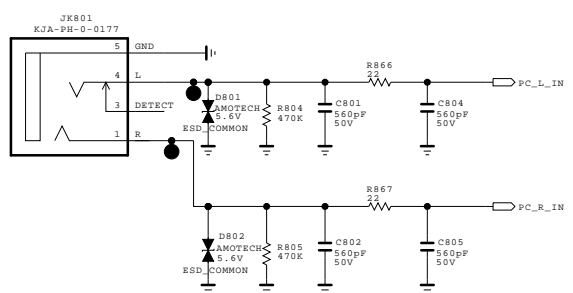 JK801
KJA-PH-0-0177
5 GND
4 L
3 DETECT
1 R
D801
AMOTECH
5.6V
ESD_COMMON
R804
470K
C801
560pF
50V
R866
22
C804
560pF
50V
PC_L_IN
D802
AMOTECH
5.6V
ESD_COMMON
R805
470K
C802
560pF
50V
R867
22
C805
560pF
50V
PC_R_IN